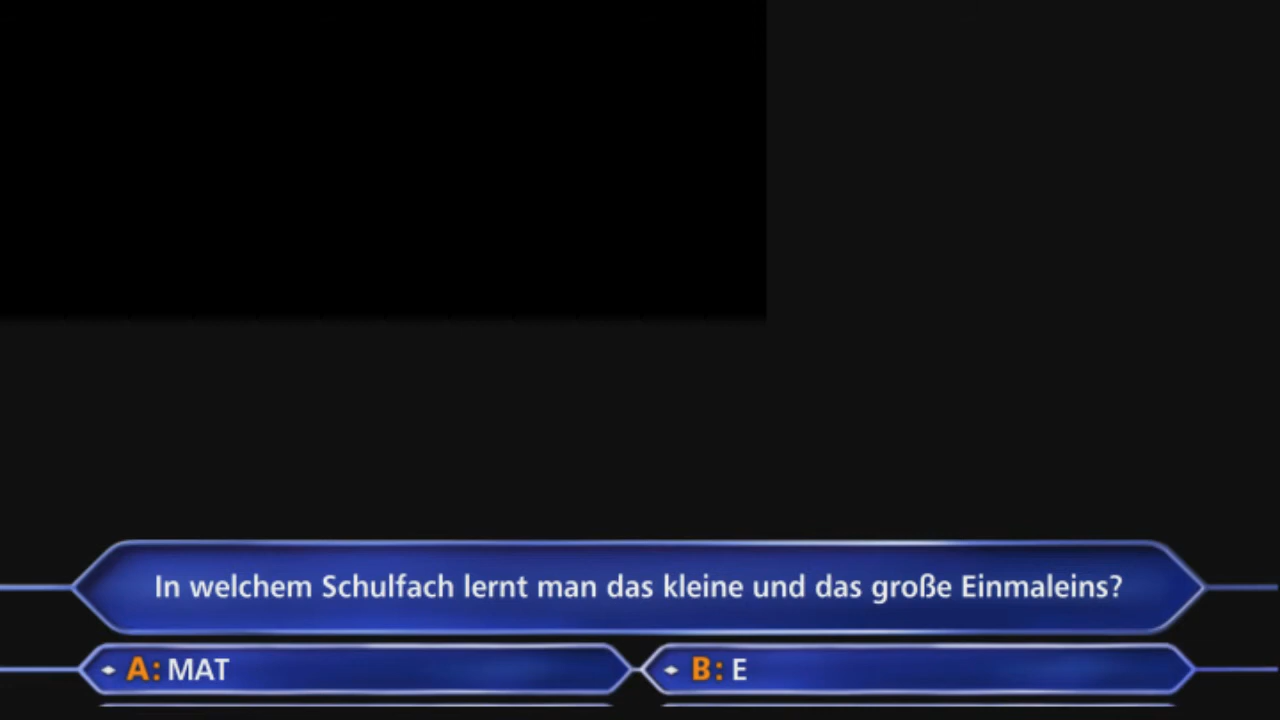 In welchem Schulfach lernt man das kleine und das große Einmaleins?
A: MAT
B: E